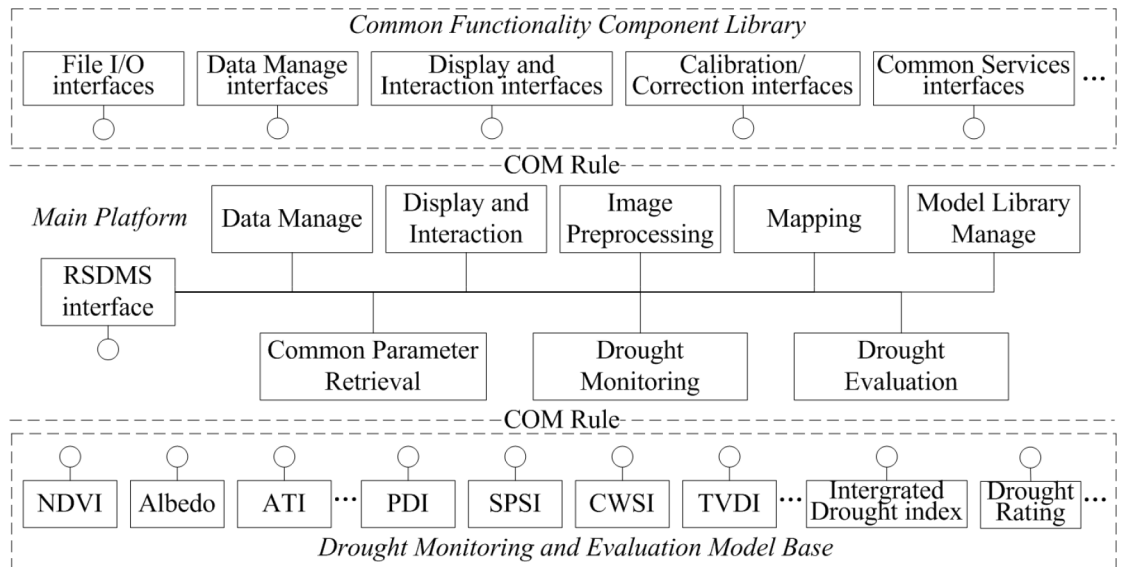 Common Functionality Component Library
File I/O
interfaces
Data Manage
interfaces
Display and
Interaction interfaces
Calibration/
Correction interfaces
Common Services
interfaces
...
COM Rule
Main Platform
Data Manage
Display and
Interaction
Image
Preprocessing
Mapping
Model Library
Manage
RSDMS
interface
Common Parameter
Retrieval
Drought
Monitoring
Drought
Evaluation
COM Rule
NDVI
Albedo
ATI
...
PDI
SPSI
CWSI
TVDI
...
Intergrated
Drought index
Drought
Rating
...
Drought Monitoring and Evaluation Model Base